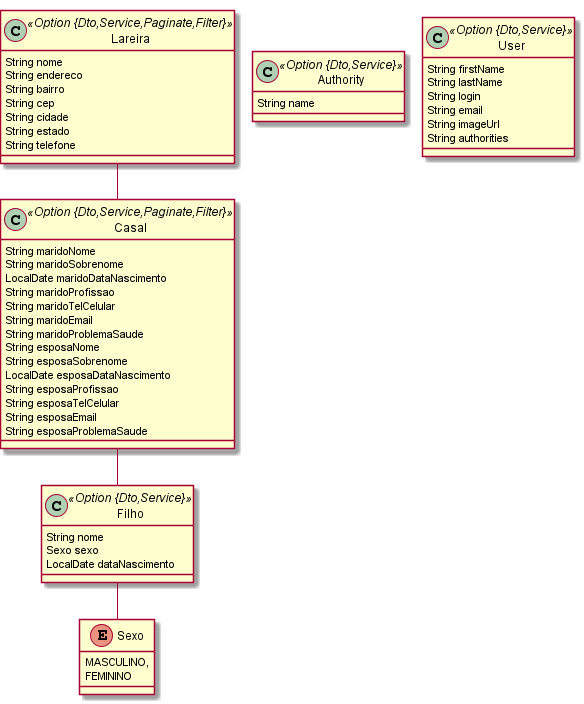 C «Option {Dto,Service,Paginate,Filter}»
Lareira
String nome
String endereco
String bairro
String cep
String cidade
String estado
String telefone
C «Option {Dto,Service}»
Authority
String name
C «Option {Dto,Service}»
User
String firstName
String lastName
String login
String email
String imageUrl
String authorities
C «Option {Dto,Service,Paginate,Filter}»
Casal
String maridoNome
String maridoSobrenome
LocalDate maridoDataNascimento
String maridoProfissao
String maridoTelCelular
String maridoEmail
String maridoProblemaSaude
String esposaNome
String esposaSobrenome
LocalDate esposaDataNascimento
String esposaProfissao
String esposaTelCelular
String esposaEmail
String esposaProblemaSaude
C «Option {Dto,Service}»
Filho
String nome
Sexo sexo
LocalDate dataNascimento
E Sexo
MASCULINO,
FEMININO